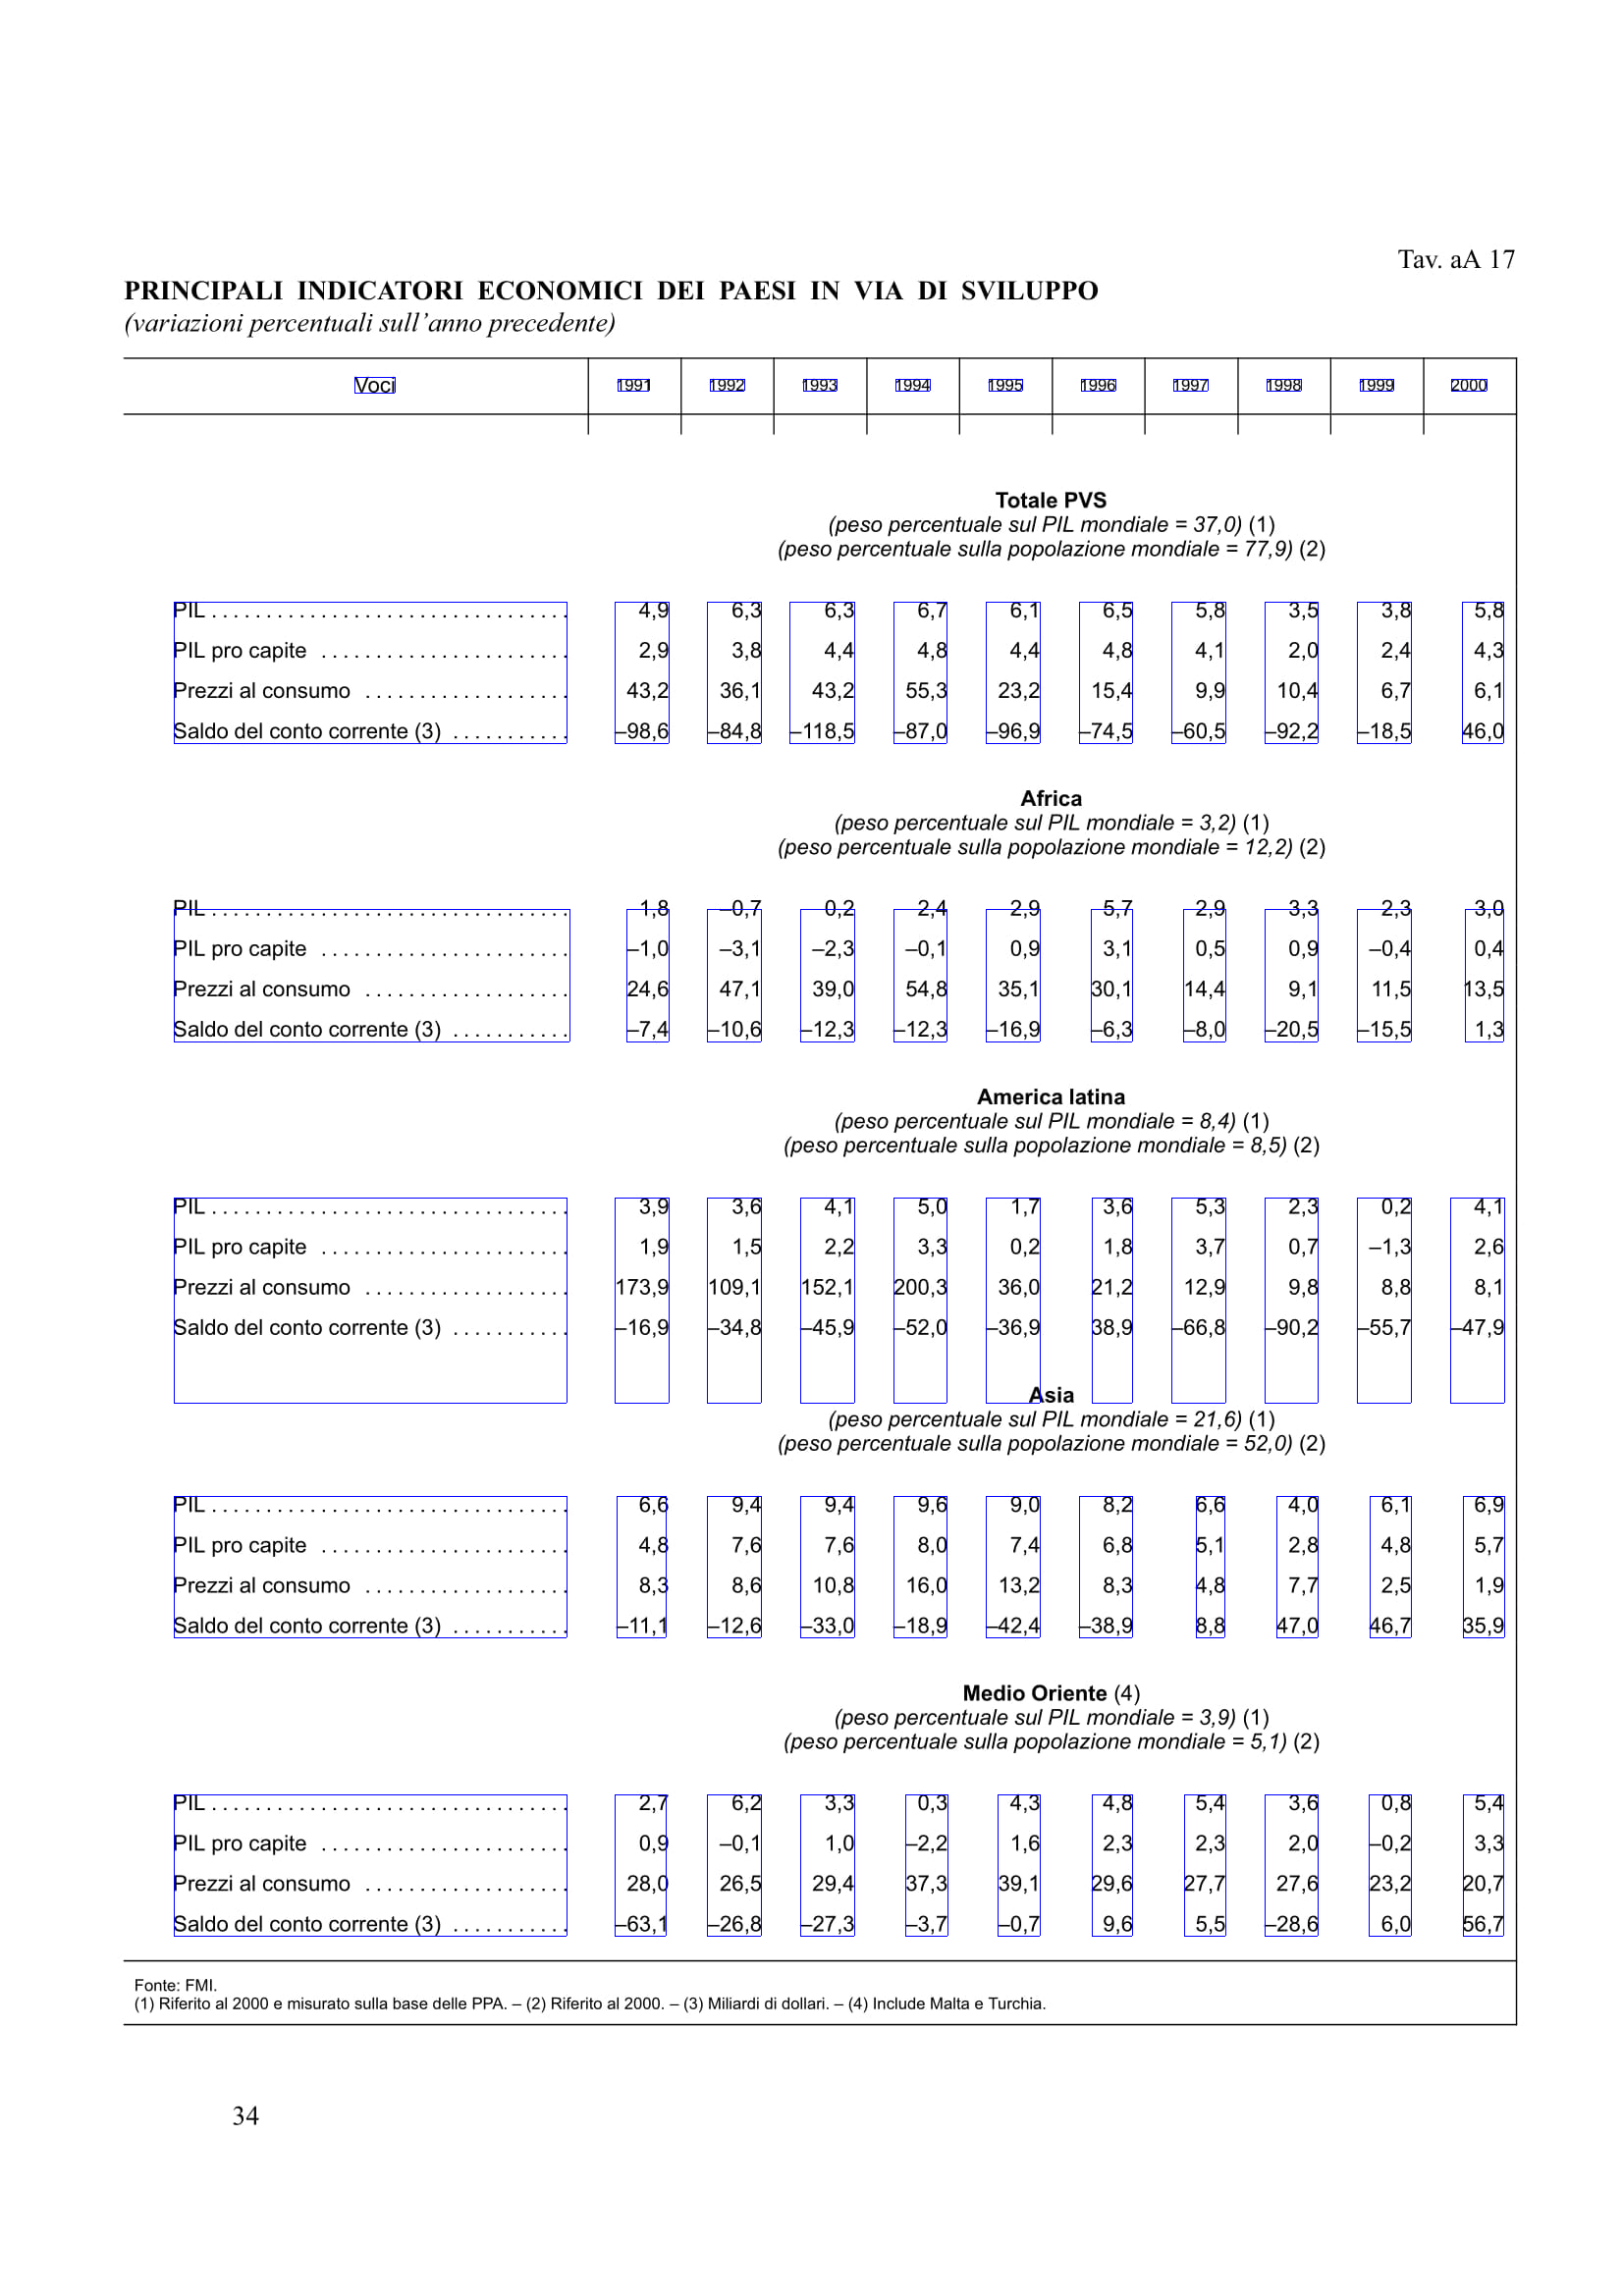 Tav. aA 17
PRINCIPALI INDICATORI ECONOMICI DEI PAESI IN VIA DI SVILUPPO
(variazioni percentuali sull’anno precedente)
Voci 1991 1992 1993 1994 1995 1996 1997 1998 1999 2000
Totale PVS
(peso percentuale sul PIL mondiale = 37,0) (1)
(peso percentuale sulla popolazione mondiale = 77,9) (2)
PIL . . . . . . . . . . . . . . . . . . . . . . . . . . . . . . . . . 4,9 6,3 6,3 6,7 6,1 6,5 5,8 3,5 3,8 5,8
PIL pro capite . . . . . . . . . . . . . . . . . . . . . . . 2,9 3,8 4,4 4,8 4,4 4,8 4,1 2,0 2,4 4,3
Prezzi al consumo . . . . . . . . . . . . . . . . . . . 43,2 36,1 43,2 55,3 23,2 15,4 9,9 10,4 6,7 6,1
Saldo del conto corrente (3) . . . . . . . . . . . –98,6 –84,8 –118,5 –87,0 –96,9 –74,5 –60,5 –92,2 –18,5 46,0
Africa
(peso percentuale sul PIL mondiale = 3,2) (1)
(peso percentuale sulla popolazione mondiale = 12,2) (2)
PIL . . . . . . . . . . . . . . . . . . . . . . . . . . . . . . . . . 1,8 –0,7 0,2 2,4 2,9 5,7 2,9 3,3 2,3 3,0
PIL pro capite . . . . . . . . . . . . . . . . . . . . . . . –1,0 –3,1 –2,3 –0,1 0,9 3,1 0,5 0,9 –0,4 0,4
Prezzi al consumo . . . . . . . . . . . . . . . . . . . 24,6 47,1 39,0 54,8 35,1 30,1 14,4 9,1 11,5 13,5
Saldo del conto corrente (3) . . . . . . . . . . . –7,4 –10,6 –12,3 –12,3 –16,9 –6,3 –8,0 –20,5 –15,5 1,3
America latina
(peso percentuale sul PIL mondiale = 8,4) (1)
(peso percentuale sulla popolazione mondiale = 8,5) (2)
PIL . . . . . . . . . . . . . . . . . . . . . . . . . . . . . . . . . 3,9 3,6 4,1 5,0 1,7 3,6 5,3 2,3 0,2 4,1
PIL pro capite . . . . . . . . . . . . . . . . . . . . . . . 1,9 1,5 2,2 3,3 0,2 1,8 3,7 0,7 –1,3 2,6
Prezzi al consumo . . . . . . . . . . . . . . . . . . . 173,9 109,1 152,1 200,3 36,0 21,2 12,9 9,8 8,8 8,1
Saldo del conto corrente (3) . . . . . . . . . . . –16,9 –34,8 –45,9 –52,0 –36,9 38,9 –66,8 –90,2 –55,7 –47,9
Asia
(peso percentuale sul PIL mondiale = 21,6) (1)
(peso percentuale sulla popolazione mondiale = 52,0) (2)
PIL . . . . . . . . . . . . . . . . . . . . . . . . . . . . . . . . . 6,6 9,4 9,4 9,6 9,0 8,2 6,6 4,0 6,1 6,9
PIL pro capite . . . . . . . . . . . . . . . . . . . . . . . 4,8 7,6 7,6 8,0 7,4 6,8 5,1 2,8 4,8 5,7
Prezzi al consumo . . . . . . . . . . . . . . . . . . . 8,3 8,6 10,8 16,0 13,2 8,3 4,8 7,7 2,5 1,9
Saldo del conto corrente (3) . . . . . . . . . . . –11,1 –12,6 –33,0 –18,9 –42,4 –38,9 8,8 47,0 46,7 35,9
Medio Oriente (4)
(peso percentuale sul PIL mondiale = 3,9) (1)
(peso percentuale sulla popolazione mondiale = 5,1) (2)
PIL . . . . . . . . . . . . . . . . . . . . . . . . . . . . . . . . . 2,7 6,2 3,3 0,3 4,3 4,8 5,4 3,6 0,8 5,4
PIL pro capite . . . . . . . . . . . . . . . . . . . . . . . 0,9 –0,1 1,0 –2,2 1,6 2,3 2,3 2,0 –0,2 3,3
Prezzi al consumo . . . . . . . . . . . . . . . . . . . 28,0 26,5 29,4 37,3 39,1 29,6 27,7 27,6 23,2 20,7
Saldo del conto corrente (3) . . . . . . . . . . . –63,1 –26,8 –27,3 –3,7 –0,7 9,6 5,5 –28,6 6,0 56,7
Fonte: FMI.
(1) Riferito al 2000 e misurato sulla base delle PPA. – (2) Riferito al 2000. – (3) Miliardi di dollari. – (4) Include Malta e Turchia.
34